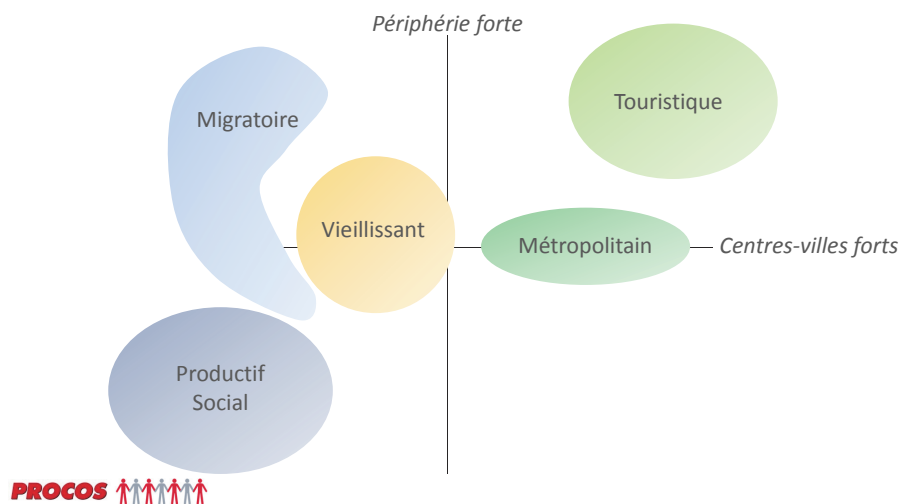 Périphérie forte
Touristique
Migratoire
Vieillissant
Métropolitain
Centres-villes forts
Productif
Social
PROCOS